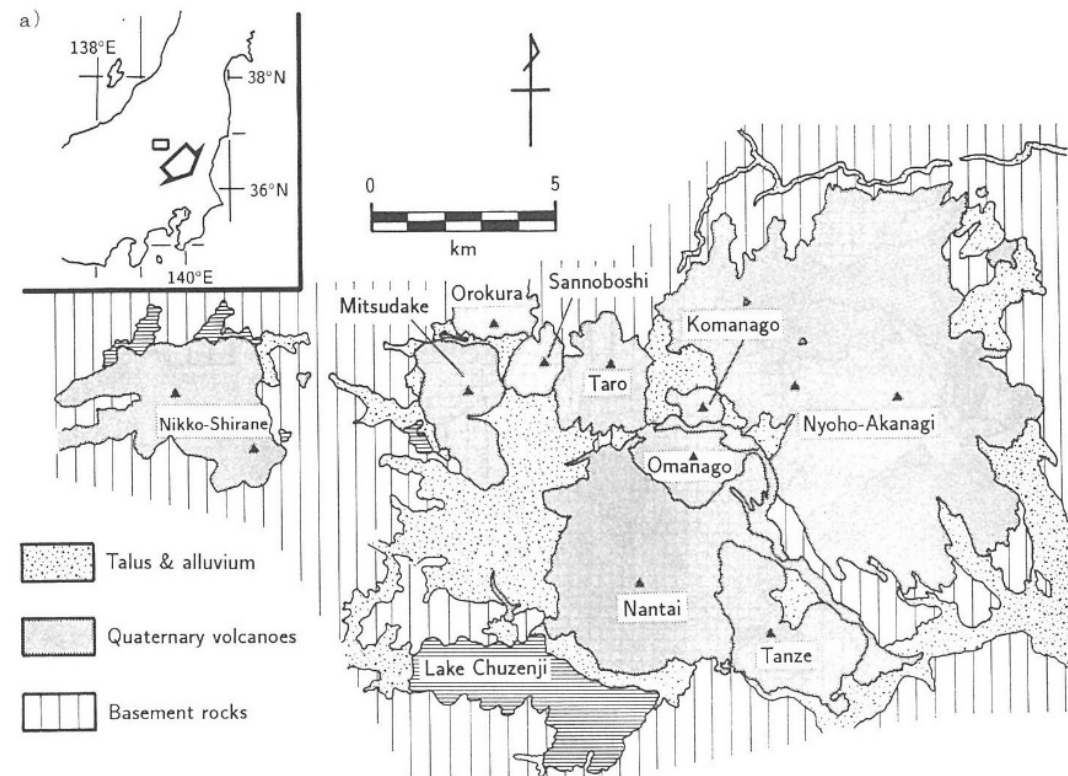 a)
138°E
38°N
36°N
140°E
0
5
km
Sannoboshi
Orokura
Mitsudake
Komanago
Taro
Nikko-Shirane
Nyoho-Akanagi
Omanago
Talus & alluvium
Nantai
Quaternary volcanoes
Tanze
Lake Chuzenji
Basement rocks